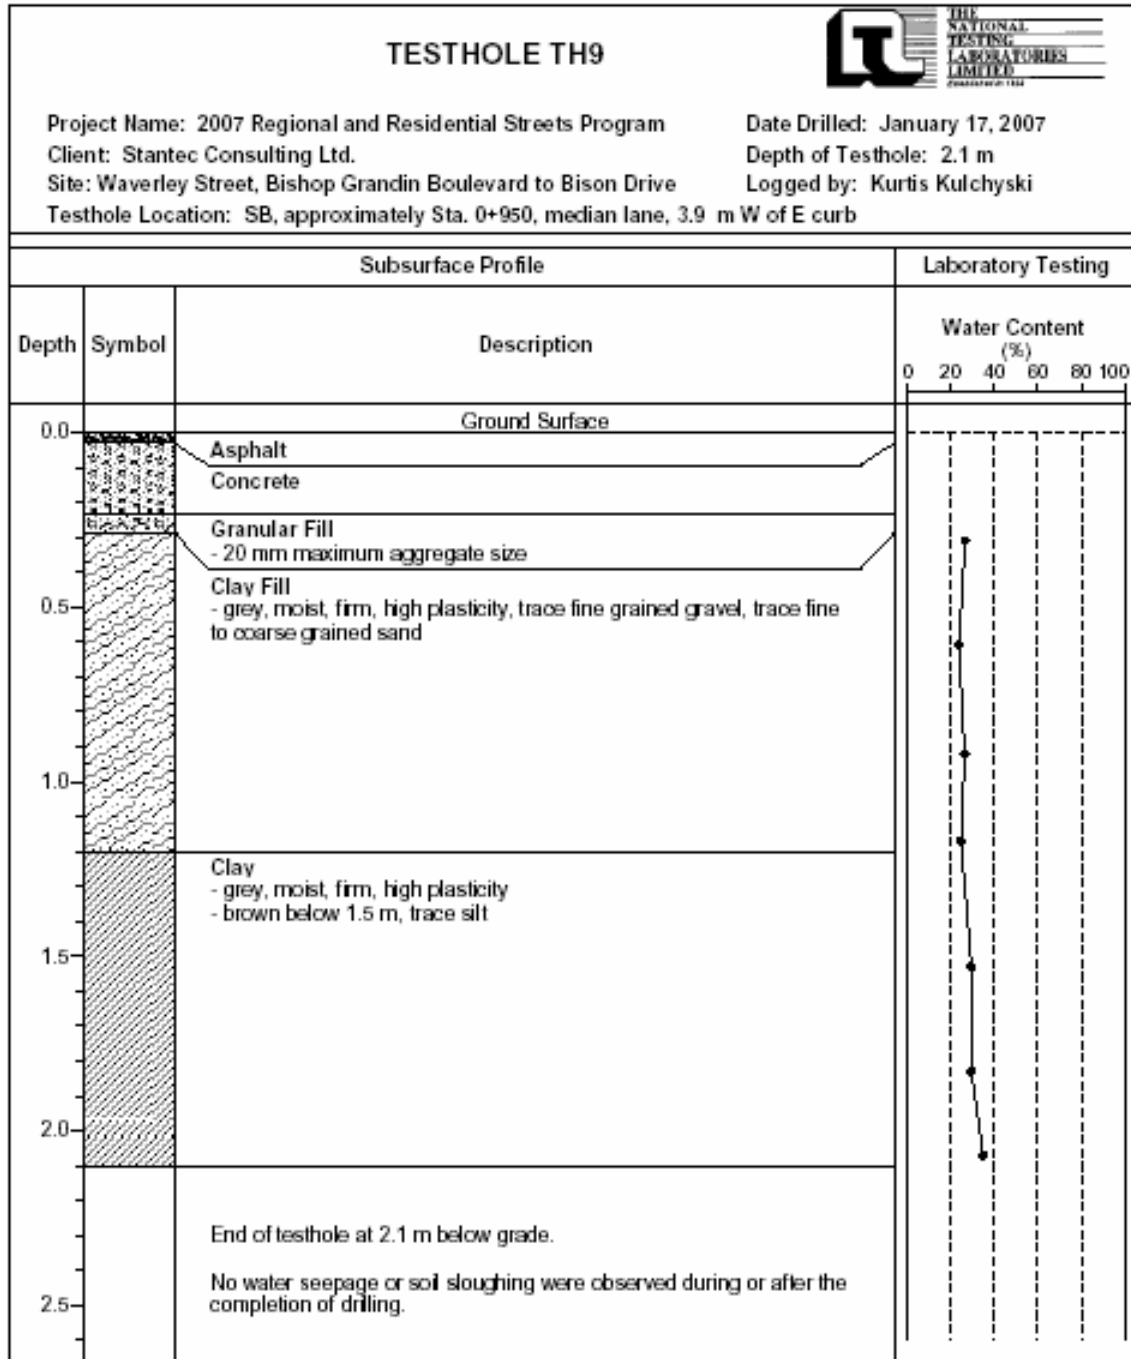 TESTHOLE TH9
THE
NATIONAL
TESTING
LABORATORIES
LIMITED
Project Name: 2007 Regional and Residential Streets Program
Date Drilled: January 17, 2007
Client: Stantec Consulting Ltd.
Depth of Testhole: 2.1 m
Site: Waverley Street, Bishop Grandin Boulevard to Bison Drive
Logged by: Kurtis Kulchyski
Testhole Location: SB, approximately Sta. 0+950, median lane, 3.9 m W of E curb
Subsurface Profile
Laboratory Testing
Depth
Symbol
Description
Water Content
(%)
0 20 40 60 80 100
Ground Surface
0.0
Asphalt
Concrete
Granular Fill
- 20 mm maximum aggregate size
Clay Fill
0.5
- grey, moist, firm, high plasticity, trace fine grained gravel, trace fine
to coarse grained sand
1.0
Clay
- grey, moist, firm, high plasticity
- brown below 1.5 m, trace silt
1.5
2.0
End of testhole at 2.1 m below grade.
No water seepage or soil sloughing were observed during or after the
completion of drilling.
2.5